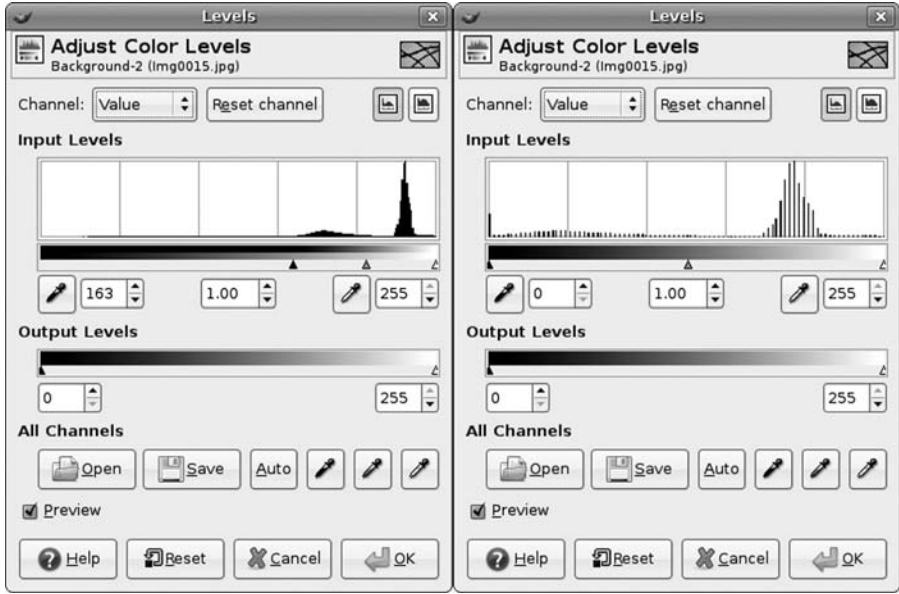 Levels
Adjust Color Levels
Background-2 (Img0015.jpg)
Channel: Value Reset channel
Input Levels
163 1.00 255
Output Levels
0 255
All Channels
Open Save Auto
Preview
Help Reset Cancel OK
Levels
Adjust Color Levels
Background-2 (Img0015.jpg)
Channel: Value Reset channel
Input Levels
0 1.00 255
Output Levels
0 255
All Channels
Open Save Auto
Preview
Help Reset Cancel OK